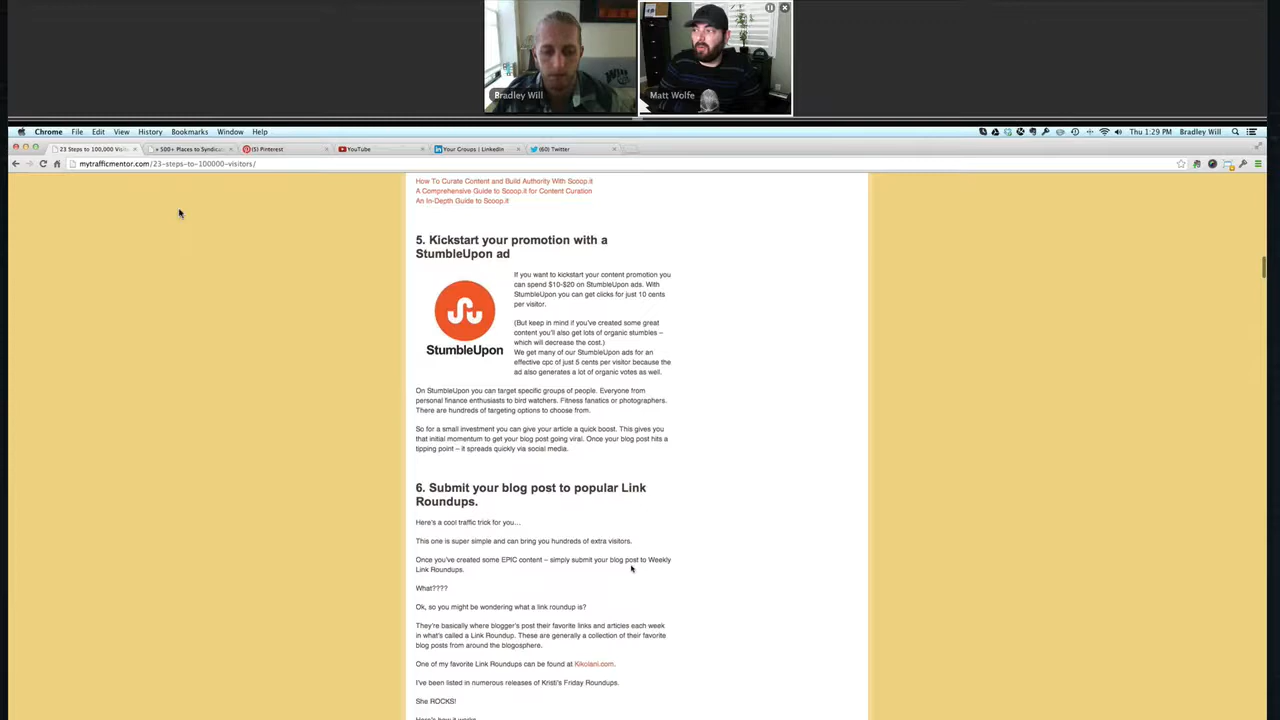 Bradley Will
Matt Wolfe
Chrome File Edit View History Bookmarks Window Help
Thu 1:29 PM Bradley Will
23 Steps to 100,000 Visit
+ 500+ Places to Syndicate
(5) Pinterest
YouTube
Your Groups | LinkedIn
(60) Twitter
mytrafficmentor.com/23-steps-to-100000-visitors/
How To Curate Content and Build Authority With Scoop.it
A Comprehensive Guide to Scoop.it for Content Curation
An In-Depth Guide to Scoop.it
5. Kickstart your promotion with a
StumbleUpon ad
StumbleUpon
If you want to kickstart your content promotion you
can spend $10-$20 on StumbleUpon ads. With
StumbleUpon you can get clicks for just 10 cents
per visitor.
(But keep in mind if you've created some great
content you'll also get lots of organic stumbles –
which will decrease the cost.)
We get many of our StumbleUpon ads for an
effective cpc of just 5 cents per visitor because the
ad also generates a lot of organic votes as well.
On StumbleUpon you can target specific groups of people. Everyone from
personal finance enthusiasts to bird watchers. Fitness fanatics or photographers.
There are hundreds of targeting options to choose from.
So for a small investment you can give your article a quick boost. This gives you
that initial momentum to get your blog post going viral. Once your blog post hits a
tipping point – it spreads quickly via social media.
6. Submit your blog post to popular Link
Roundups.
Here's a cool traffic trick for you…
This one is super simple and can bring you hundreds of extra visitors.
Once you've created some EPIC content – simply submit your blog post to Weekly
Link Roundups.
What????
Ok, so you might be wondering what a link roundup is?
They're basically where blogger's post their favorite links and articles each week
in what's called a Link Roundup. These are generally a collection of their favorite
blog posts from around the blogosphere.
One of my favorite Link Roundups can be found at Kikolani.com.
I've been listed in numerous releases of Kristi's Friday Roundups.
She ROCKS!
Here's how it works